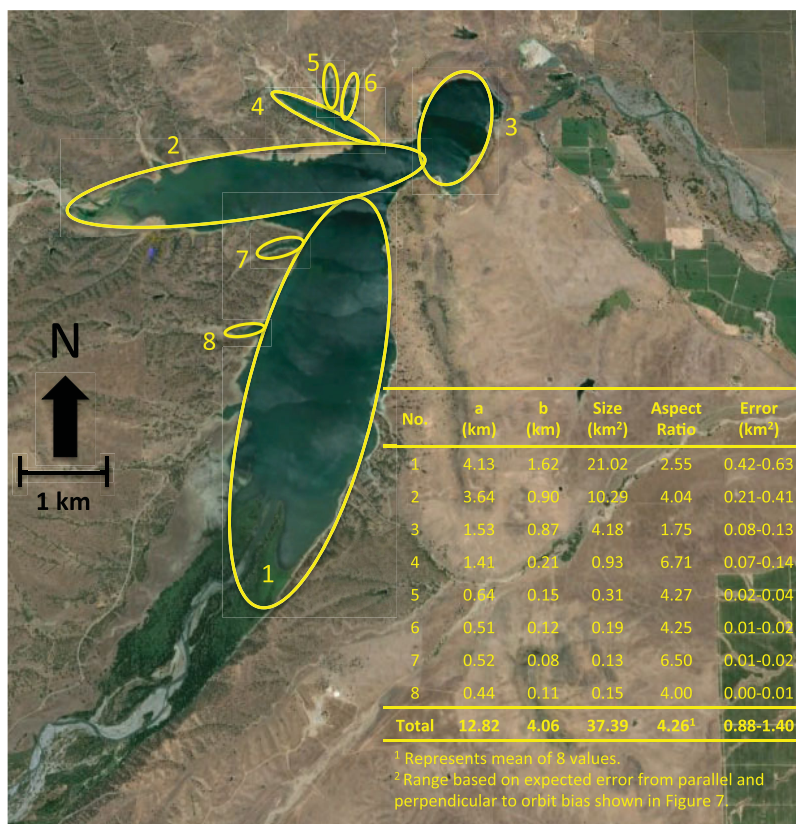 5
6
4
3
2
7
8
N
1 km
1
No. a (km) b (km) Size (km²) Aspect Ratio Error (km²)
1 4.13 1.62 21.02 2.55 0.42-0.63
2 3.64 0.90 10.29 4.04 0.21-0.41
3 1.53 0.87 4.18 1.75 0.08-0.13
4 1.41 0.21 0.93 6.71 0.07-0.14
5 0.64 0.15 0.31 4.27 0.02-0.04
6 0.51 0.12 0.19 4.25 0.01-0.02
7 0.52 0.08 0.13 6.50 0.01-0.02
8 0.44 0.11 0.15 4.00 0.00-0.01
Total 12.82 4.06 37.39 4.26¹ 0.88-1.40
¹ Represents mean of 8 values.
² Range based on expected error from parallel and
perpendicular to orbit bias shown in Figure 7.